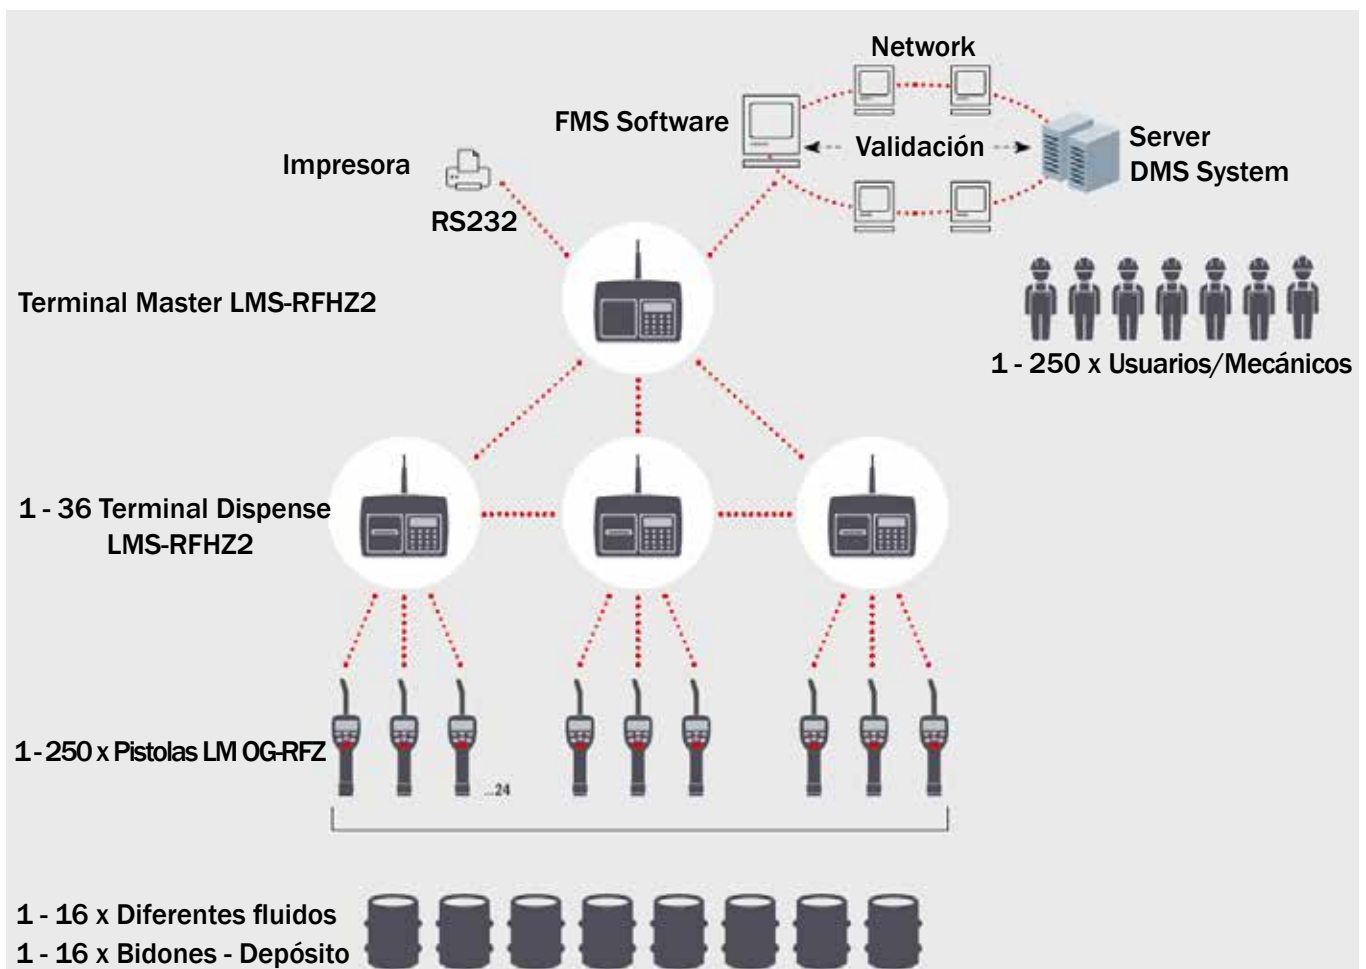 Network
FMS Software
Validación
Server
DMS System
Impresora
RS232
Terminal Master LMS-RFHZ2
1 - 250 x Usuarios/Mecánicos
1 - 36 Terminal Dispense
LMS-RFHZ2
1 - 250 x Pistolas LM OG-RFZ
...24
1 - 16 x Diferentes fluidos
1 - 16 x Bidones - Depósito